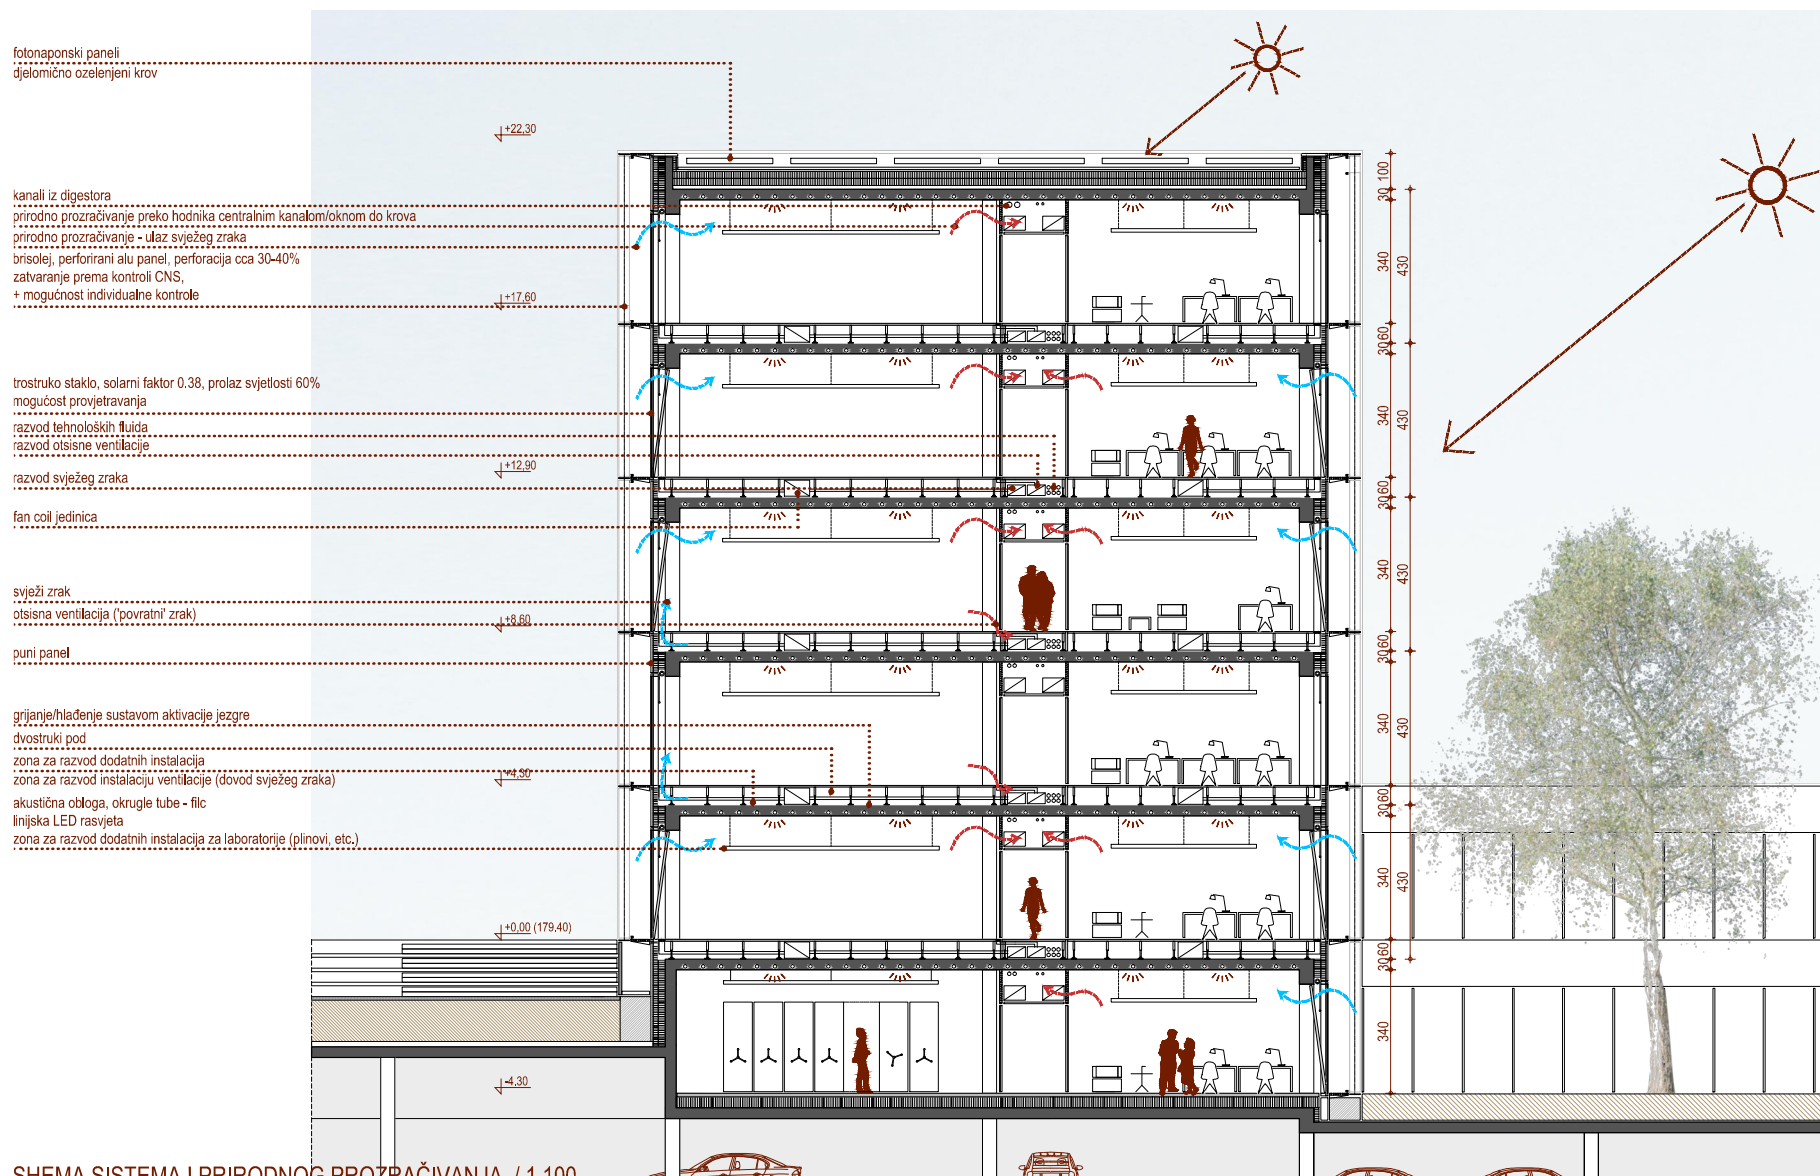 fotonaponski paneli
djelomično ozelenjeni krov
+22,30
kanali iz digestora
prirodno prozračivanje preko hodnika centralnim kanalom/oknom do krova
prirodno prozračivanje - ulaz svježeg zraka
brisolej, perforirani alu panel, perforacija cca 30-40%
zatvaranje prema kontroli CNS,
+ mogućnost individualne kontrole
+17,60
trostruko staklo, solarni faktor 0.38, prolaz svjetlosti 60%
mogućost provjetravanja
razvod tehnoloških fluida
razvod otsisne ventilacije
+12,90
razvod svježeg zraka
fan coil jedinica
svježi zrak
otsisna ventilacija ('povratni' zrak)
+8,60
puni panel
grijanje/hlađenje sustavom aktivacije jezgre
dvostruki pod
zona za razvod dodatnih instalacija
zona za razvod instalaciju ventilacije (dovod svježeg zraka)
+4,30
akustična obloga, okrugle tube - filc
linijska LED rasvjeta
zona za razvod dodatnih instalacija za laboratorije (plinovi, etc.)
+0,00 (179.40)
-4,30
100
30
340
430
60
30
340
430
60
30
340
430
60
30
340
430
60
30
340
430
60
30
340
SHEMA SISTEMA I PRIRODNOG PROZRAČIVANJA / 1.100